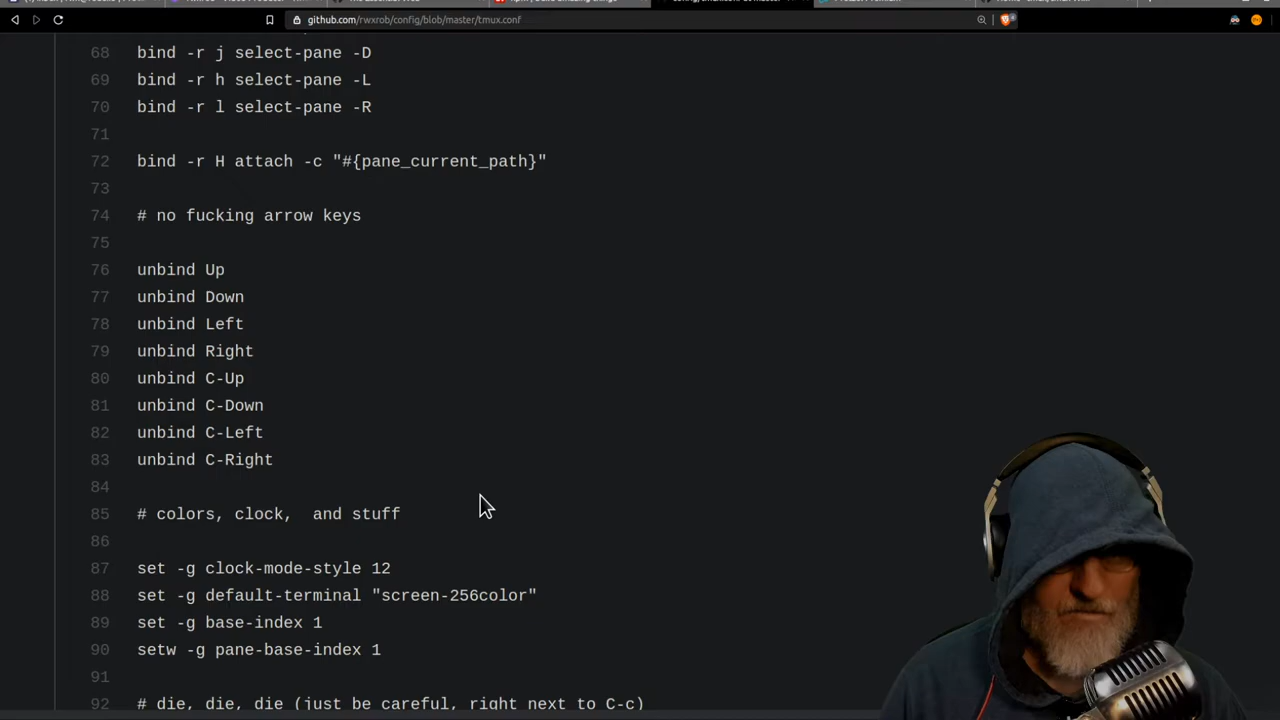 github.com/rwxrob/config/blob/master/tmux.conf
68 bind -r j select-pane -D
69 bind -r h select-pane -L
70 bind -r l select-pane -R
71
72 bind -r H attach -c "#{pane_current_path}"
73
74 # no fucking arrow keys
75
76 unbind Up
77 unbind Down
78 unbind Left
79 unbind Right
80 unbind C-Up
81 unbind C-Down
82 unbind C-Left
83 unbind C-Right
84
85 # colors, clock,  and stuff
86
87 set -g clock-mode-style 12
88 set -g default-terminal "screen-256color"
89 set -g base-index 1
90 setw -g pane-base-index 1
91
92 # die, die, die (just be careful, right next to C-c)